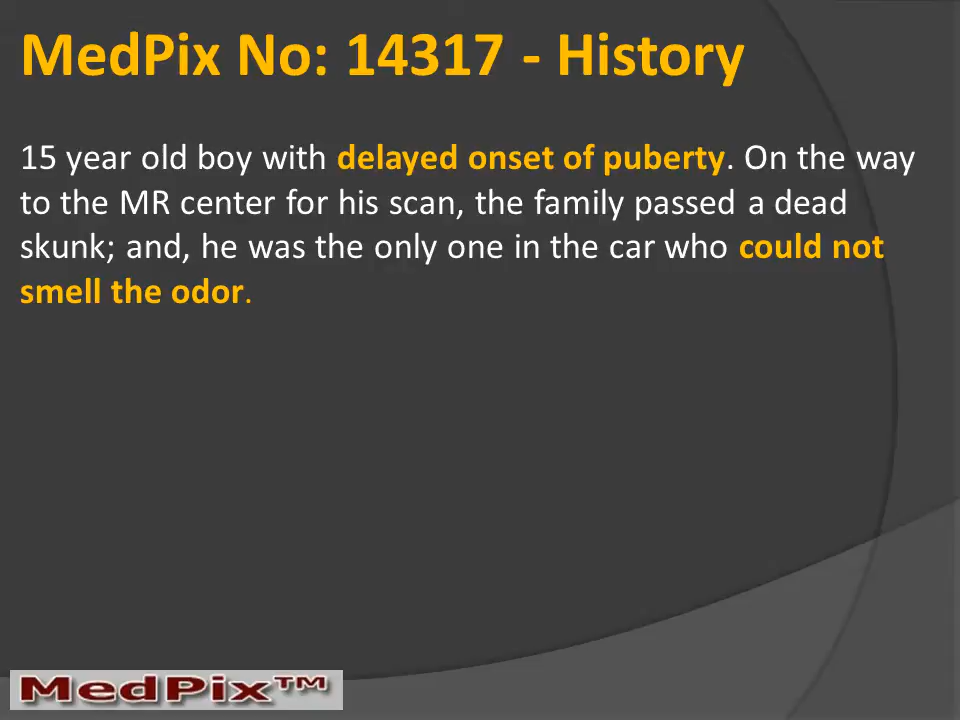 MedPix No: 14317 - History
15 year old boy with delayed onset of puberty. On the way
to the MR center for his scan, the family passed a dead
skunk; and, he was the only one in the car who could not
smell the odor.
MedPix™